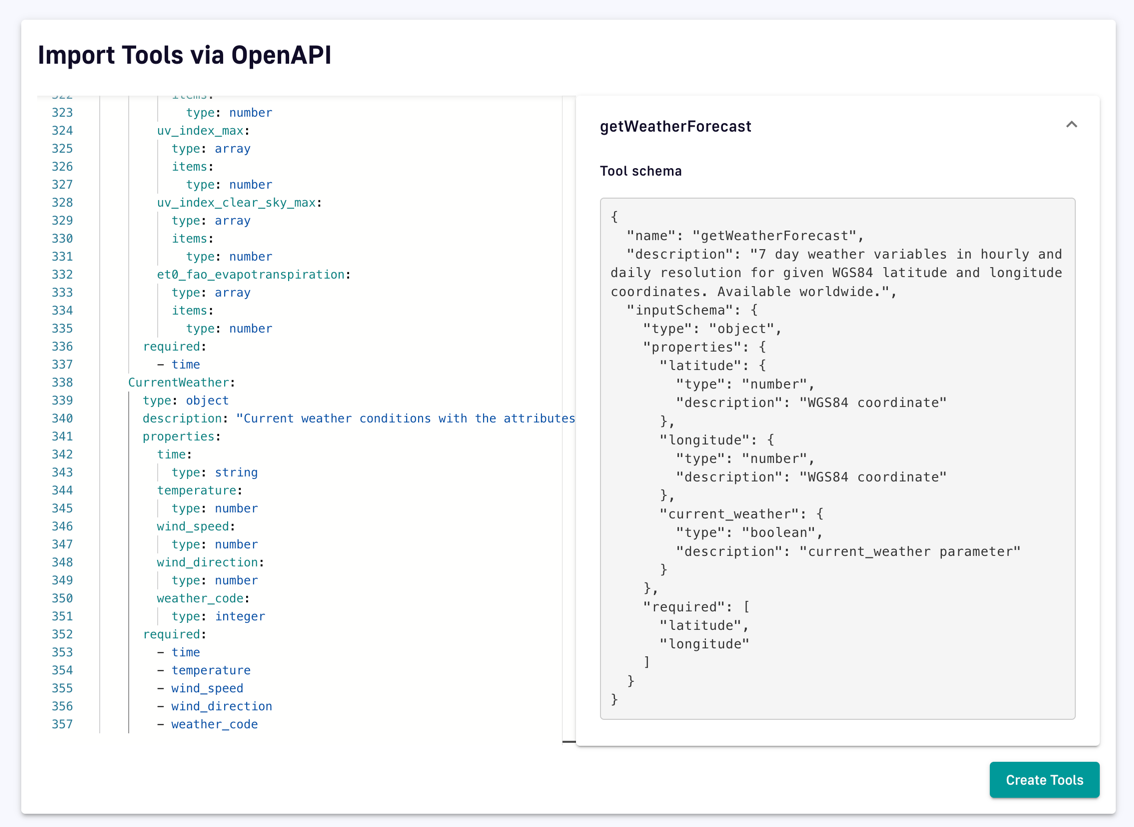 Import Tools via OpenAPI
322 items:
323 type: number
324 uv_index_max:
325 type: array
326 items:
327 type: number
328 uv_index_clear_sky_max:
329 type: array
330 items:
331 type: number
332 et0_fao_evapotranspiration:
333 type: array
334 items:
335 type: number
336 required:
337 - time
338 CurrentWeather:
339 type: object
340 description: "Current weather conditions with the attributes
341 properties:
342 time:
343 type: string
344 temperature:
345 type: number
346 wind_speed:
347 type: number
348 wind_direction:
349 type: number
350 weather_code:
351 type: integer
352 required:
353 - time
354 - temperature
355 - wind_speed
356 - wind_direction
357 - weather_code
getWeatherForecast
Tool schema
{
"name": "getWeatherForecast",
"description": "7 day weather variables in hourly and
daily resolution for given WGS84 latitude and longitude
coordinates. Available worldwide.",
"inputSchema": {
"type": "object",
"properties": {
"latitude": {
"type": "number",
"description": "WGS84 coordinate"
},
"longitude": {
"type": "number",
"description": "WGS84 coordinate"
},
"current_weather": {
"type": "boolean",
"description": "current_weather parameter"
}
},
"required": [
"latitude",
"longitude"
]
}
}
Create Tools